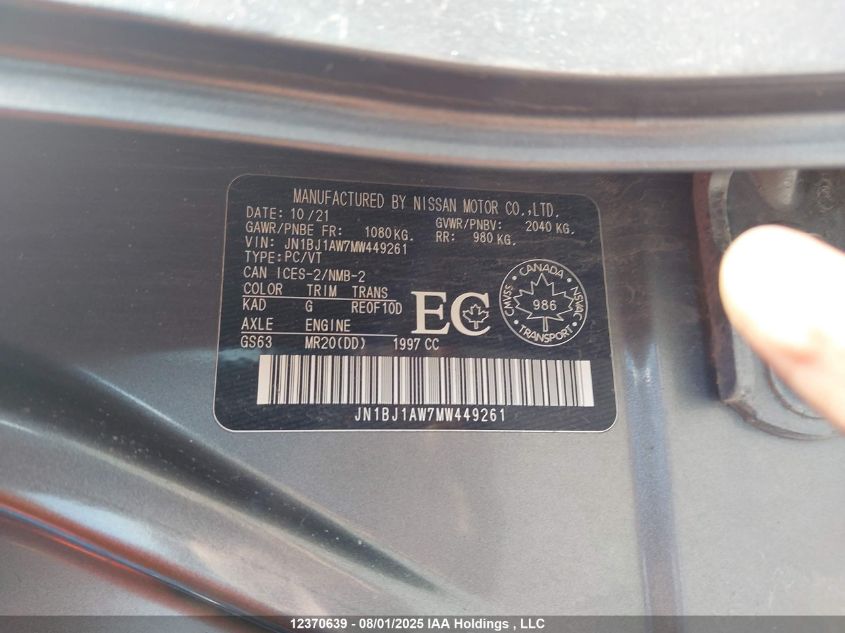 MANUFACTURED BY NISSAN MOTOR CO.,LTD.
DATE: 10/21 GVWR/PNBV: 2040 KG.
GAWR/PNBE FR: 1080KG. RR: 980 KG.
VIN: JN1BJ1AW7MW449261
TYPE:PC/VT
CAN ICES-2/NMB-2
COLOR TRIM TRANS
KAD G RE0F10D
AXLE ENGINE
GS63 MR20(DD) 1997 CC
EC
CANADA
CMVSS 986 NSVAC
TRANSPORT
JN1BJ1AW7MW449261
12370639 - 08/01/2025 IAA Holdings , LLC